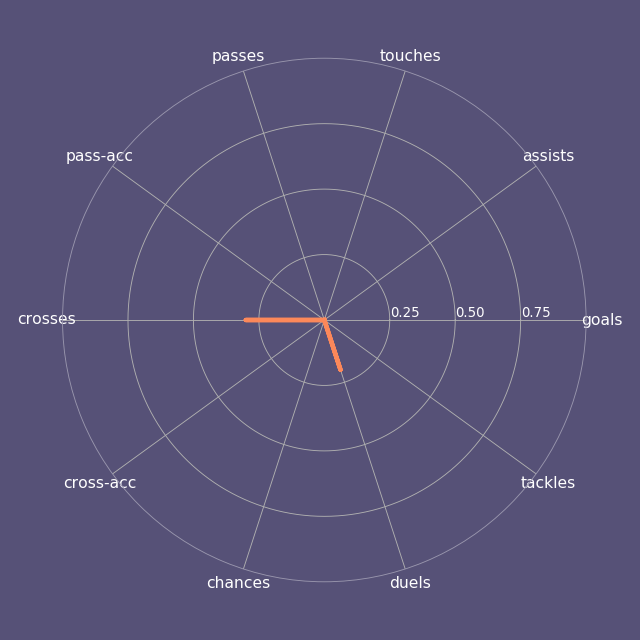 passes
touches
pass-acc
assists
0.25
0.50
0.75
crosses
goals
cross-acc
tackles
chances
duels